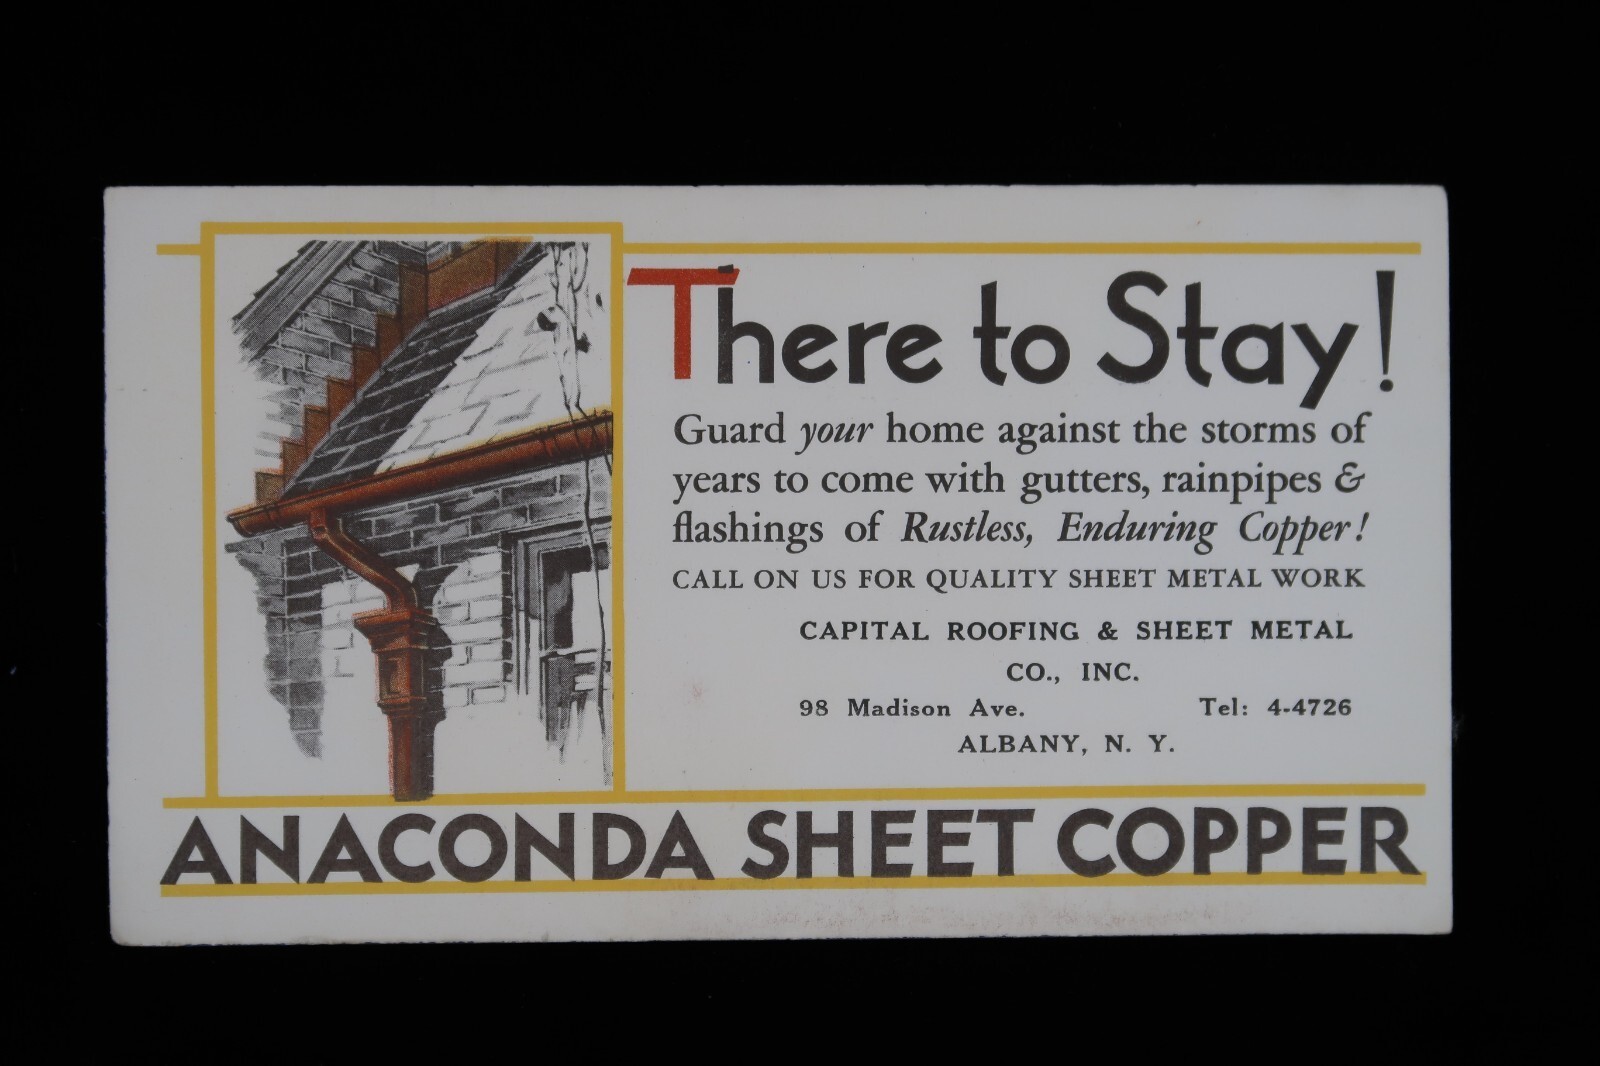 There to Stay!
Guard your home against the storms of
years to come with gutters, rainpipes &
flashings of Rustless, Enduring Copper!
CALL ON US FOR QUALITY SHEET METAL WORK
CAPITAL ROOFING & SHEET METAL
CO., INC.
98 Madison Ave. Tel: 4-4726
ALBANY, N. Y.
ANACONDA SHEET COPPER